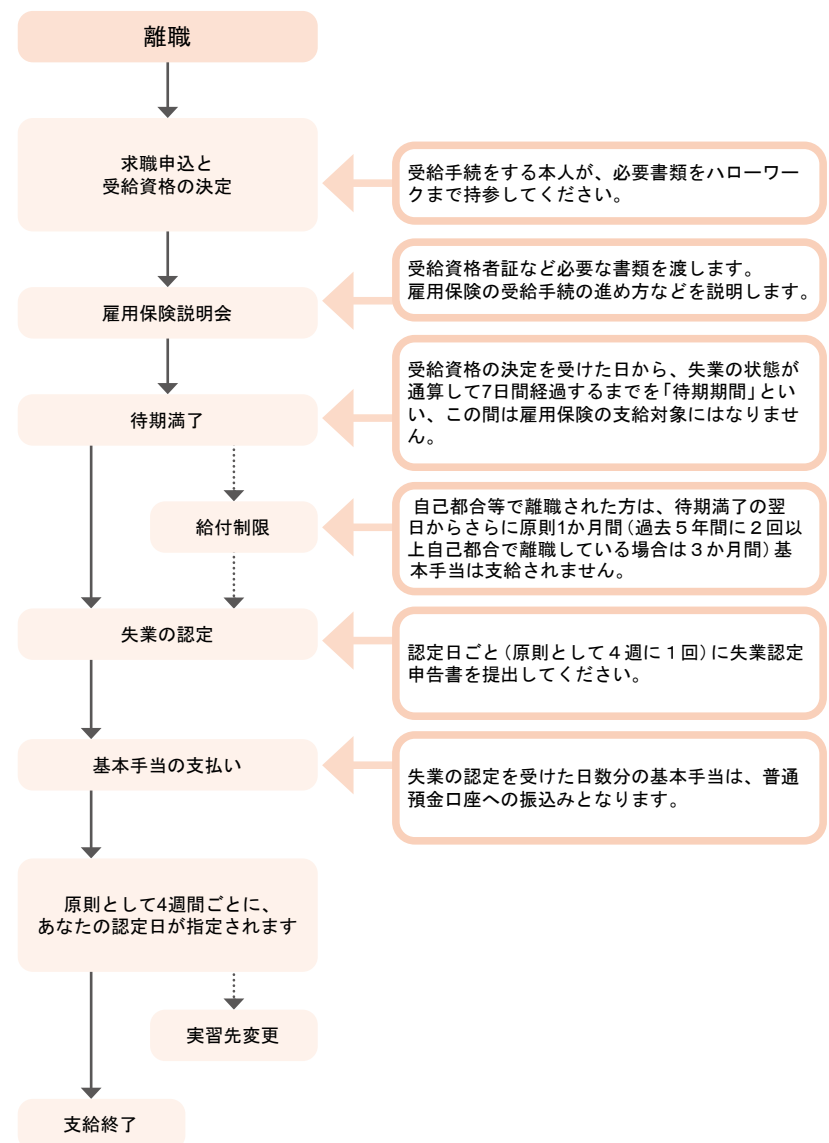 離職
求職申込と
受給資格の決定
受給手続をする本人が、必要書類をハローワー
クまで持参してください。
雇用保険説明会
受給資格者証など必要な書類を渡します。
雇用保険の受給手続の進め方などを説明します。
待期満了
受給資格の決定を受けた日から、失業の状態が
通算して7日間経過するまでを「待期期間」とい
い、この間は雇用保険の支給対象にはなりませ
ん。
給付制限
自己都合等で離職された方は、待期満了の翌
日からさらに原則1か月間(過去5年間に2回以
上自己都合で離職している場合は3か月間)基
本手当は支給されません。
失業の認定
認定日ごと(原則として4週に1回)に失業認定
申告書を提出してください。
基本手当の支払い
失業の認定を受けた日数分の基本手当は、普通
預金口座への振込みとなります。
原則として4週間ごとに、
あなたの認定日が指定されます
実習先変更
支給終了